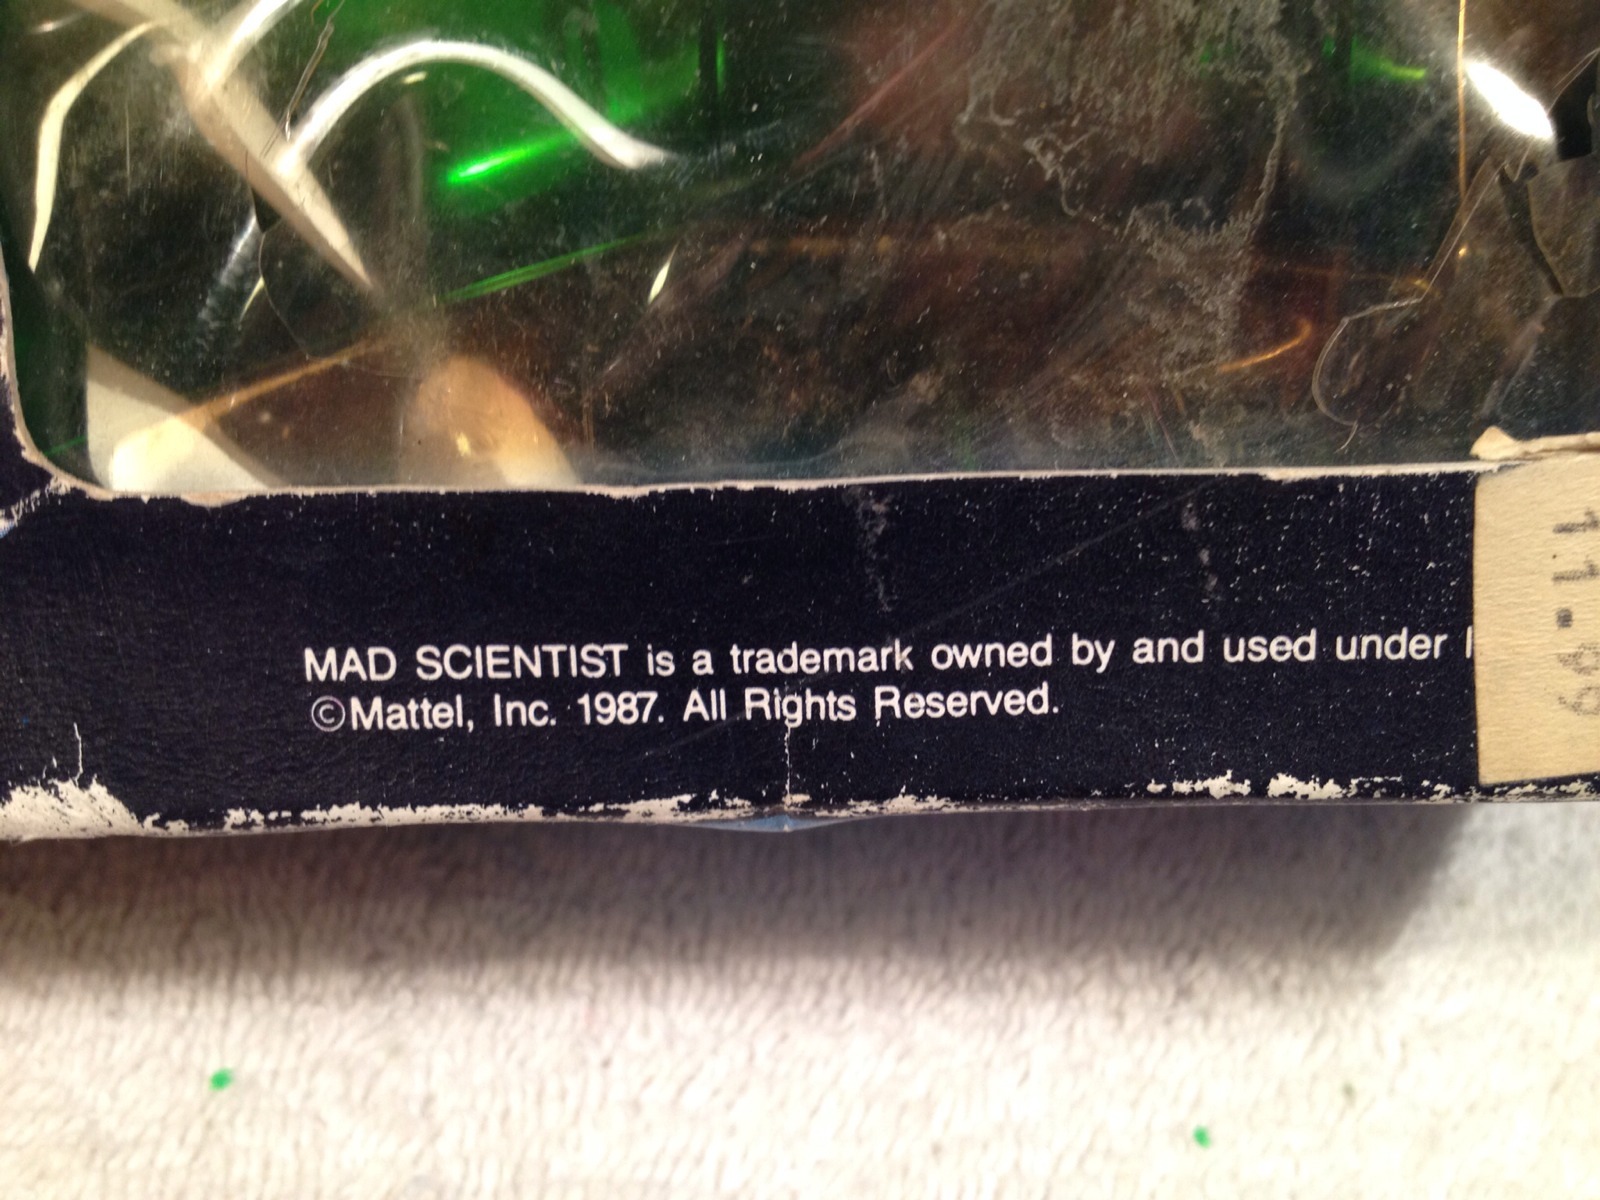 MAD SCIENTIST is a trademark owned by and used under
©Mattel, Inc. 1987. All Rights Reserved.